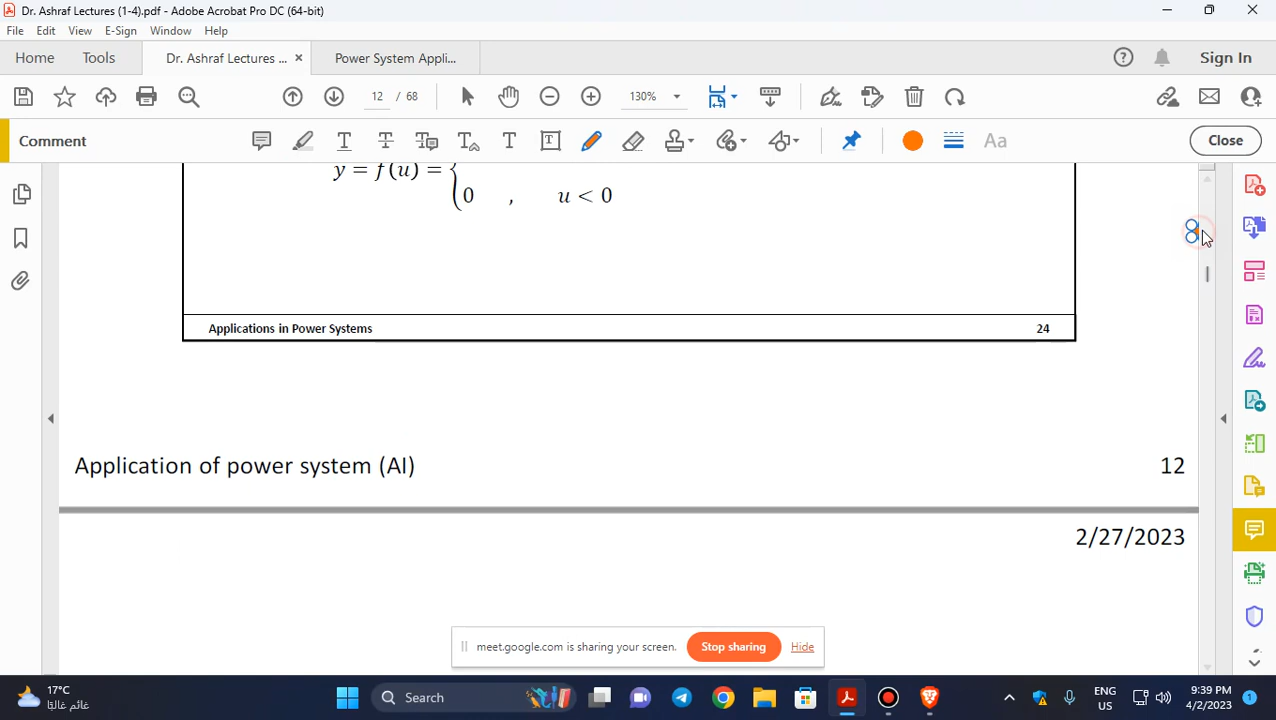 Dr. Ashraf Lectures (1-4).pdf - Adobe Acrobat Pro DC (64-bit)
File Edit View E-Sign Window Help
Home Tools Dr. Ashraf Lectures ... Power System Appli... Sign In
12 / 68 130%
Comment Close
y = f(u) = {
0 , u < 0
Applications in Power Systems 24
Application of power system (AI) 12
2/27/2023
meet.google.com is sharing your screen. Stop sharing Hide
17°C
غائم غالبًا
Search
ENG
US
9:39 PM
4/2/2023
1